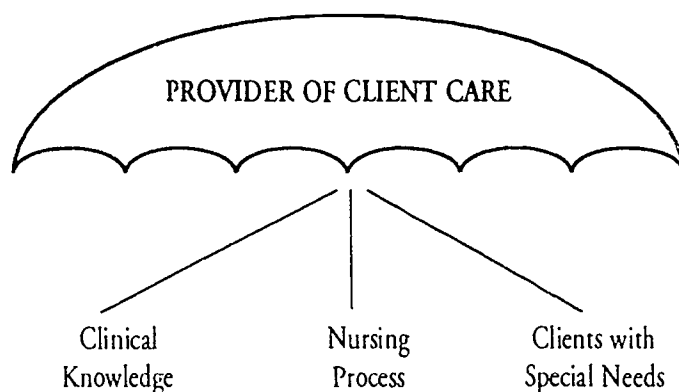 PROVIDER OF CLIENT CARE
Clinical
Knowledge
Nursing
Process
Clients with
Special Needs